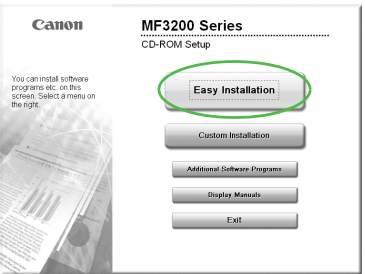 Canon
MF3200 Series
CD-ROM Setup
You can install software
programs etc. on this
screen. Select a menu on
the right.
Easy Installation
Custom Installation
Additional Software Programs
Display Manuals
Exit